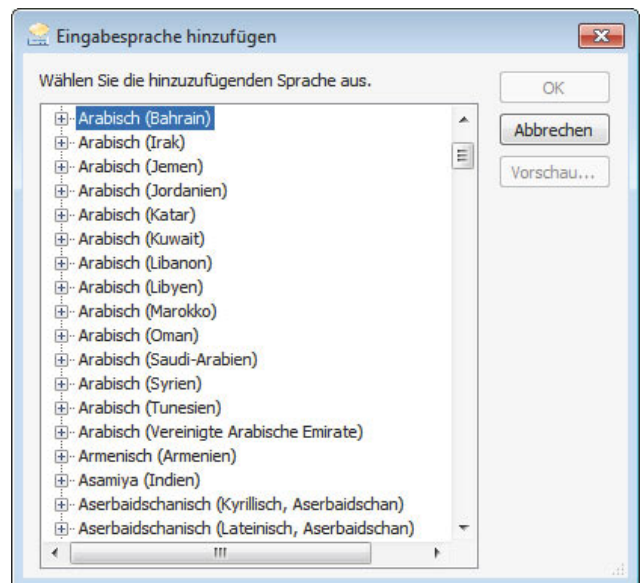 Eingabesprache hinzufügen
Wählen Sie die hinzuzufügenden Sprache aus.
Arabisch (Bahrain)
Arabisch (Irak)
Arabisch (Jemen)
Arabisch (Jordanien)
Arabisch (Katar)
Arabisch (Kuwait)
Arabisch (Libanon)
Arabisch (Libyen)
Arabisch (Marokko)
Arabisch (Oman)
Arabisch (Saudi-Arabien)
Arabisch (Syrien)
Arabisch (Tunesien)
Arabisch (Vereinigte Arabische Emirate)
Armenisch (Armenien)
Asamiya (Indien)
Aserbaidschanisch (Kyrillisch, Aserbaidschan)
Aserbaidschanisch (Lateinisch, Aserbaidschan)
OK
Abbrechen
Vorschau...